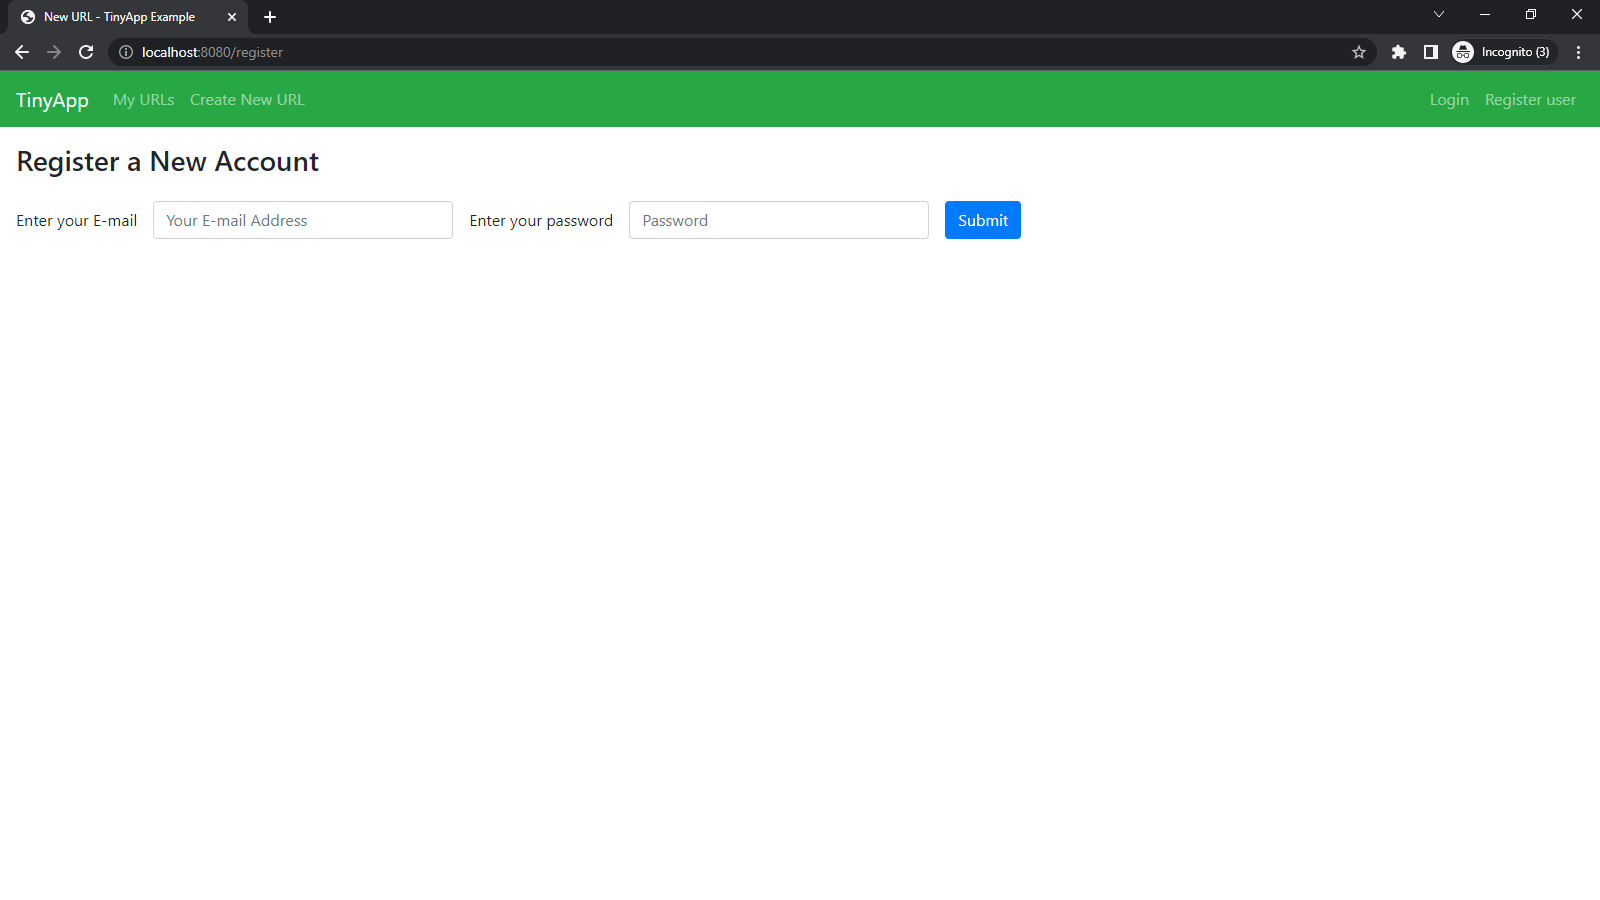 New URL - TinyApp Example
localhost:8080/register
Incognito (3)
TinyApp My URLs Create New URL Login Register user
Register a New Account
Enter your E-mail Your E-mail Address Enter your password Password Submit